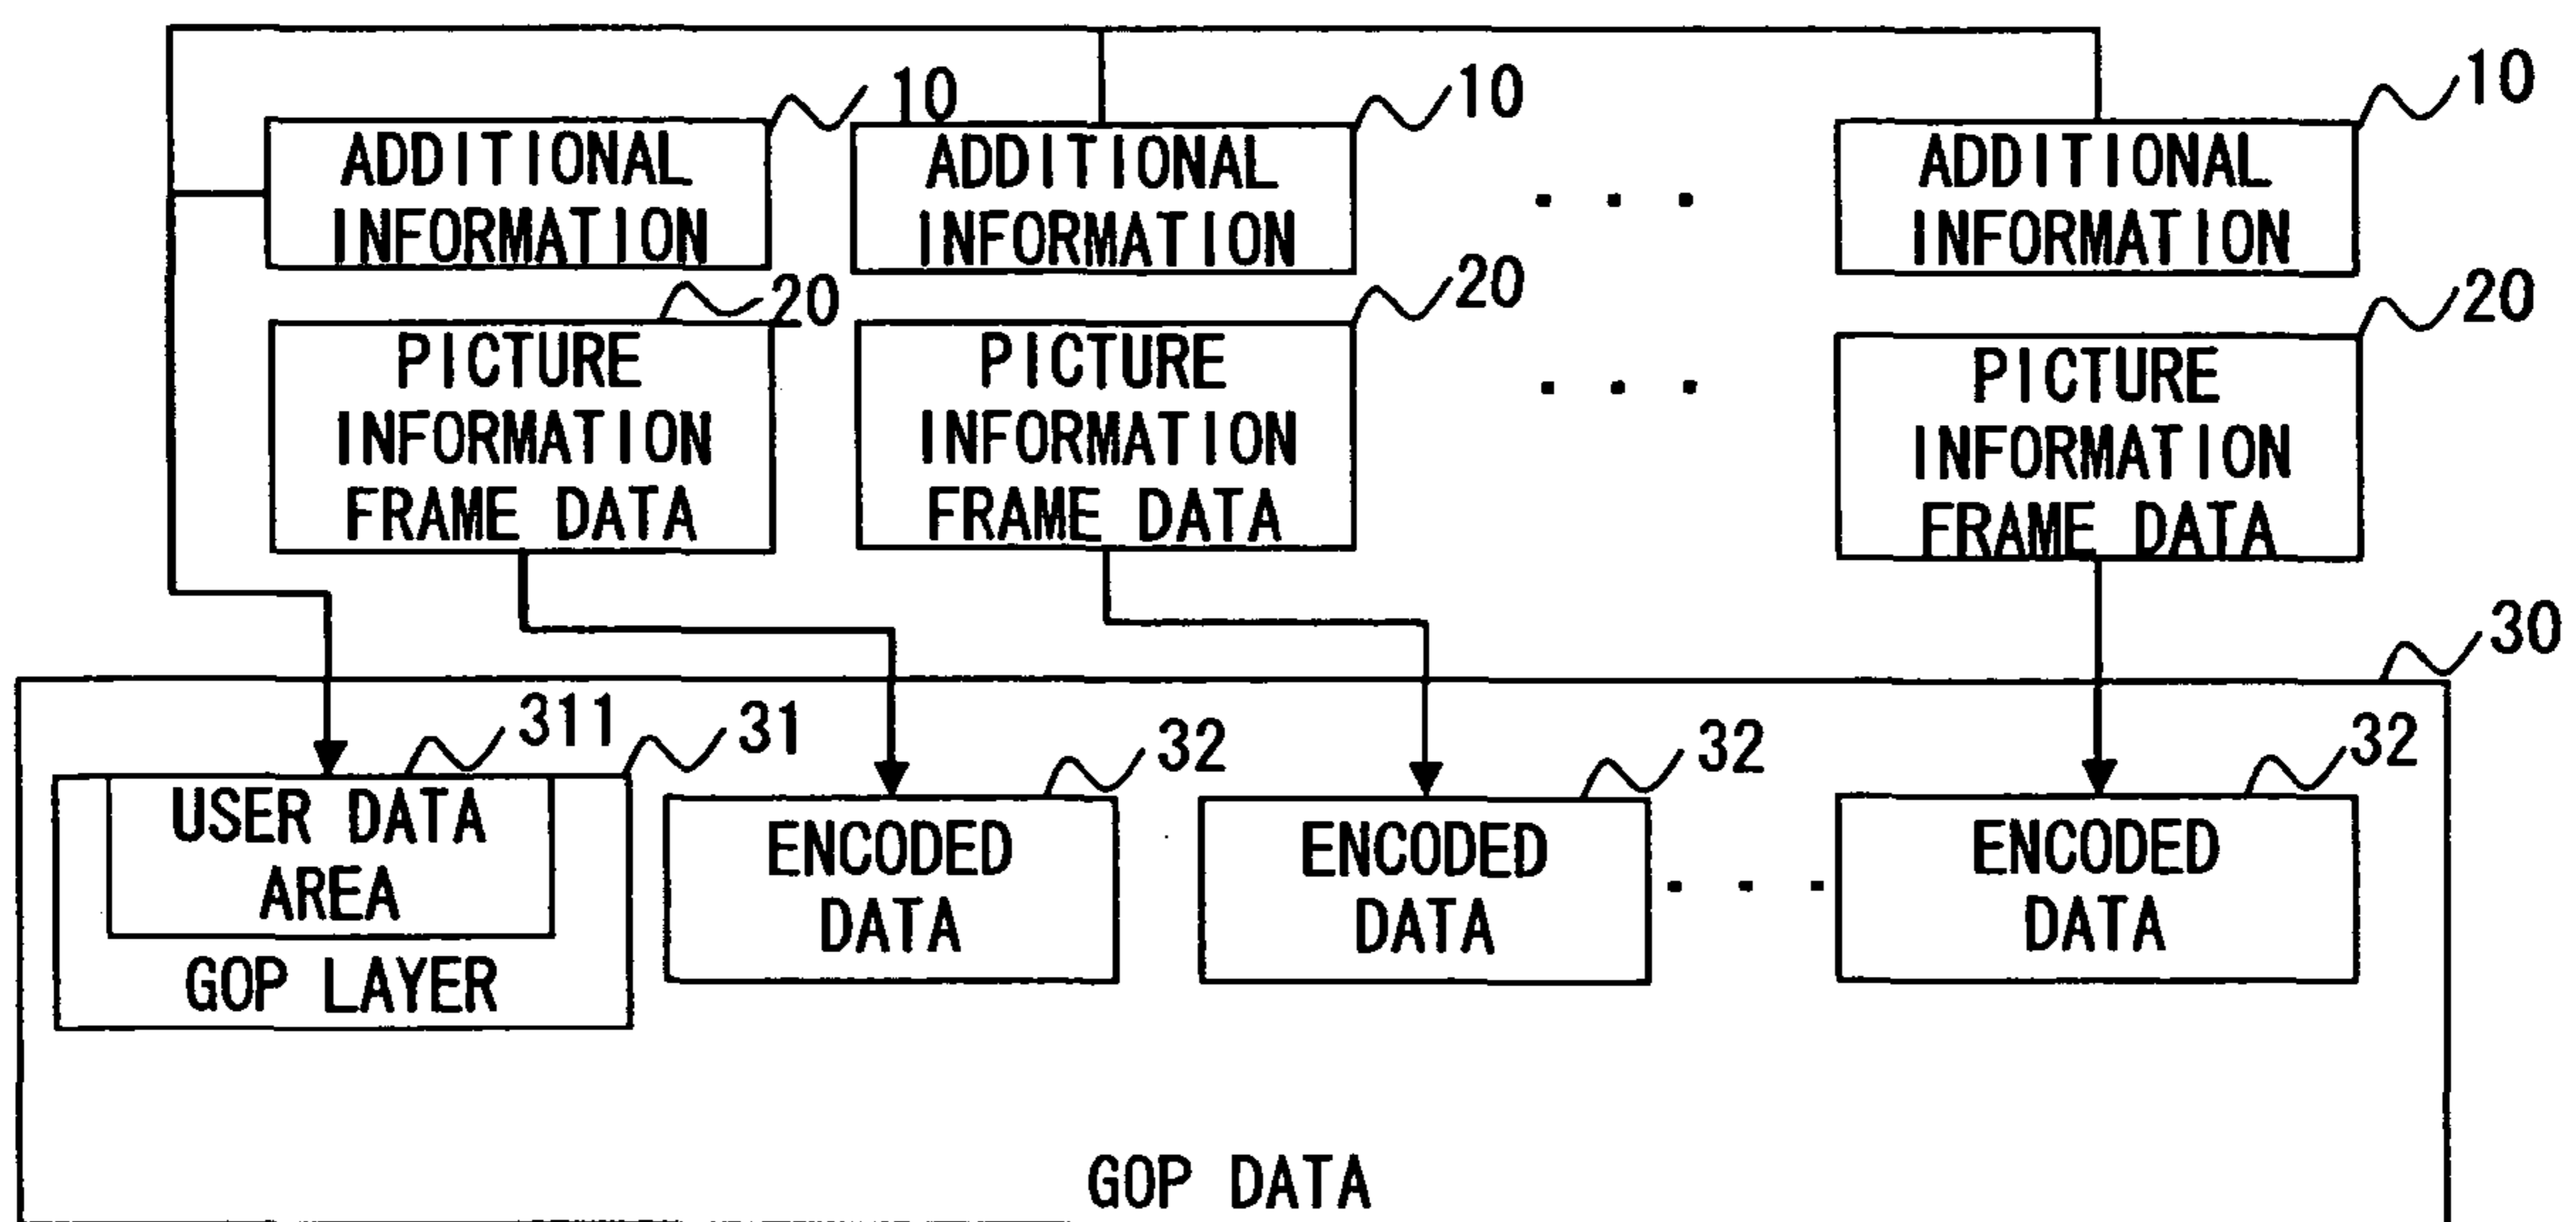 10
10
10
ADDITIONAL
INFORMATION
ADDITIONAL
INFORMATION
. . .
ADDITIONAL
INFORMATION
20
20
20
PICTURE
INFORMATION
FRAME DATA
PICTURE
INFORMATION
FRAME DATA
. . .
PICTURE
INFORMATION
FRAME DATA
30
311
31
32
32
32
USER DATA
AREA
GOP LAYER
ENCODED
DATA
ENCODED
DATA
. . .
ENCODED
DATA
GOP DATA